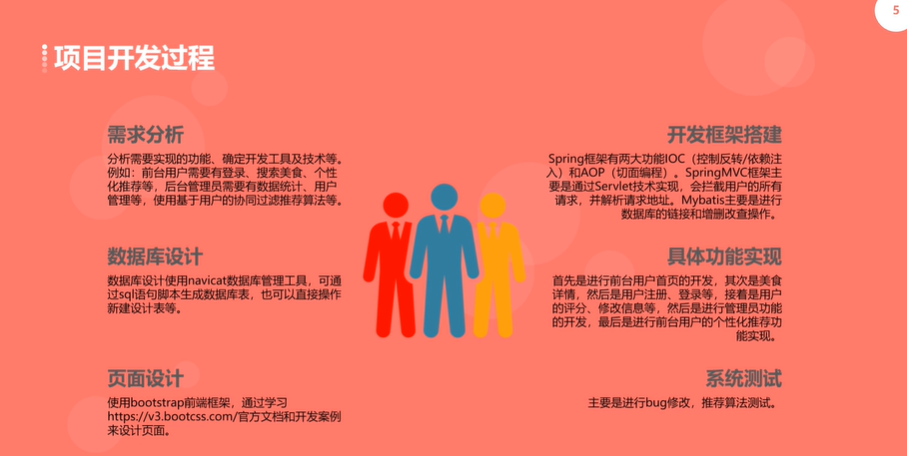 5
项目开发过程
需求分析
分析需要实现的功能、确定开发工具及技术等。
例如：前台用户需要有登录、搜索美食、个性
化推荐等，后台管理员需要有数据统计、用户
管理等，使用基于用户的协同过滤推荐算法等。
数据库设计
数据库设计使用navicat数据库管理工具，可通
过sql语句脚本生成数据库表，也可以直接操作
新建设计表等。
页面设计
使用bootstrap前端框架，通过学习
https://v3.bootcss.com/官方文档和开发案例
来设计页面。
开发框架搭建
Spring框架有两大功能IOC（控制反转/依赖注
入）和AOP（切面编程）。SpringMVC框架主
要是通过Servlet技术实现，会拦截用户的所有
请求，并解析请求地址。Mybatis主要是进行
数据库的链接和增删改查操作。
具体功能实现
首先是进行前台用户首页的开发，其次是美食
详情，然后是用户注册、登录等，接着是用户
的评分、修改信息等，然后是进行管理员功能
的开发，最后是进行前台用户的个性化推荐功
能实现。
系统测试
主要是进行bug修改，推荐算法测试。